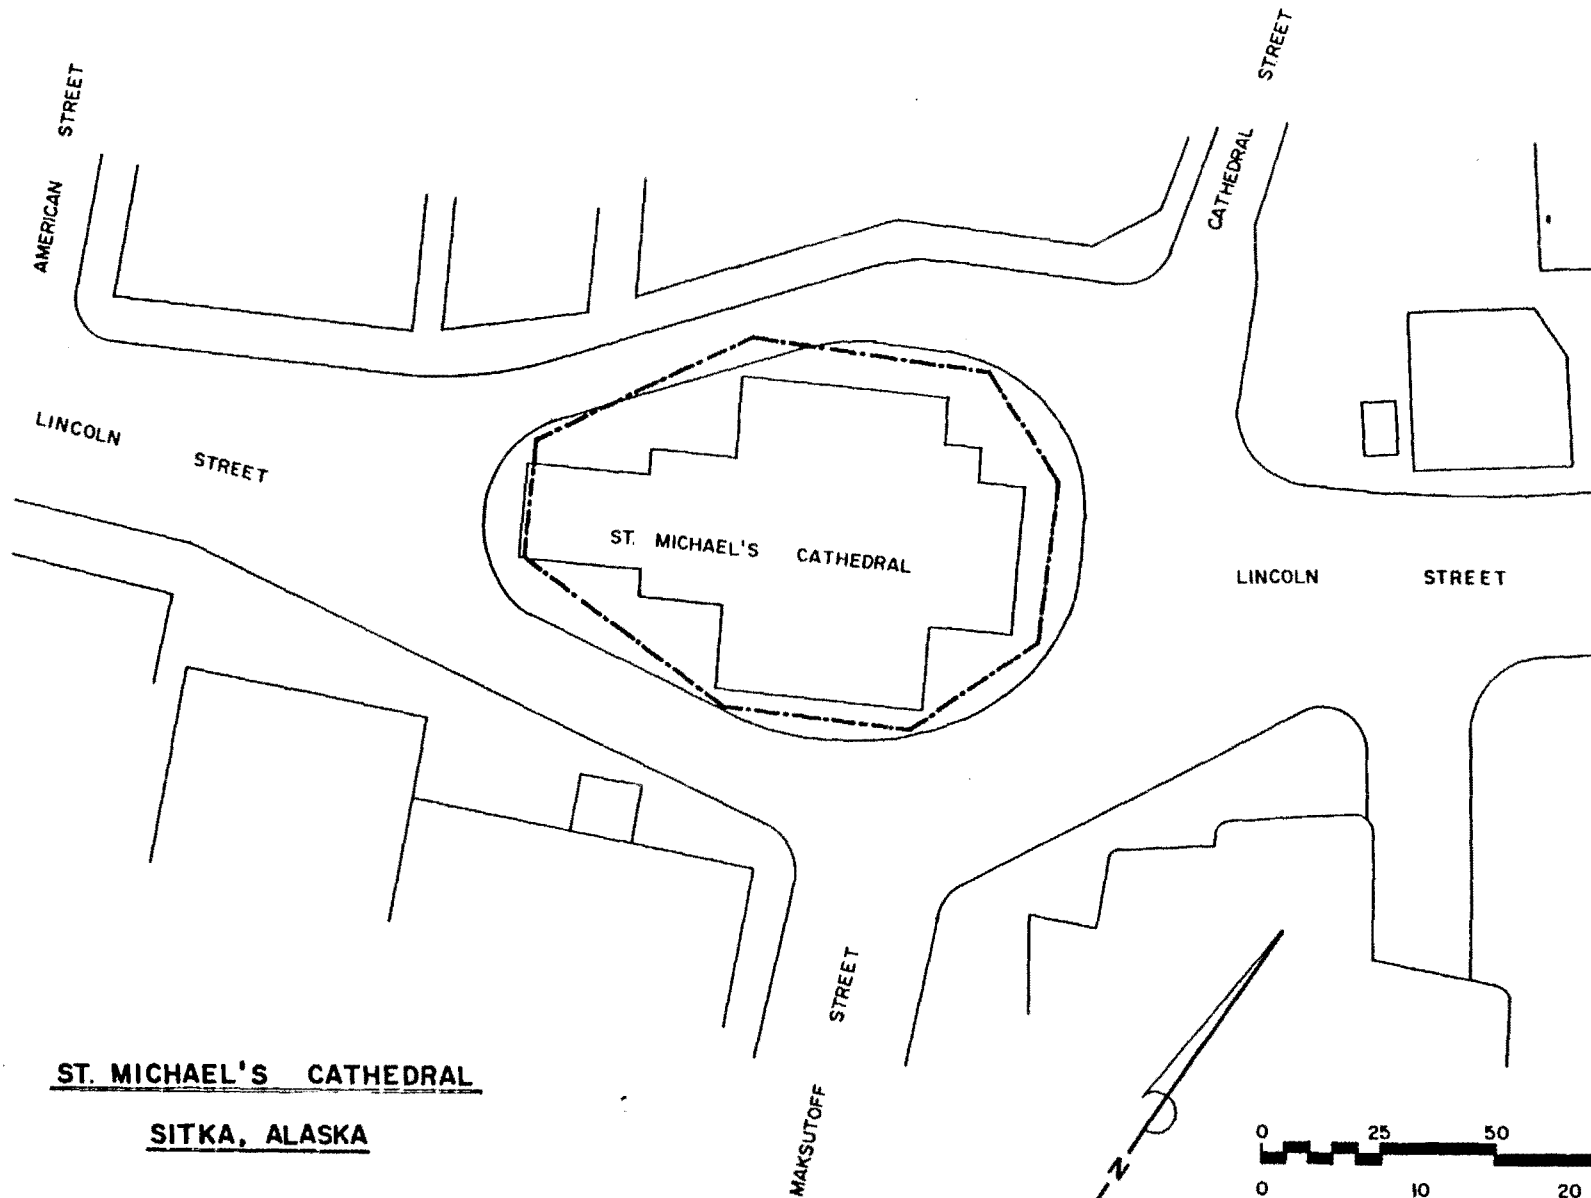 AMERICAN STREET
CATHEDRAL STREET
LINCOLN STREET
ST. MICHAEL'S CATHEDRAL
LINCOLN STREET
MAKSUTOFF STREET
ST. MICHAEL'S CATHEDRAL
SITKA, ALASKA
N
0 25 50
0 10 20